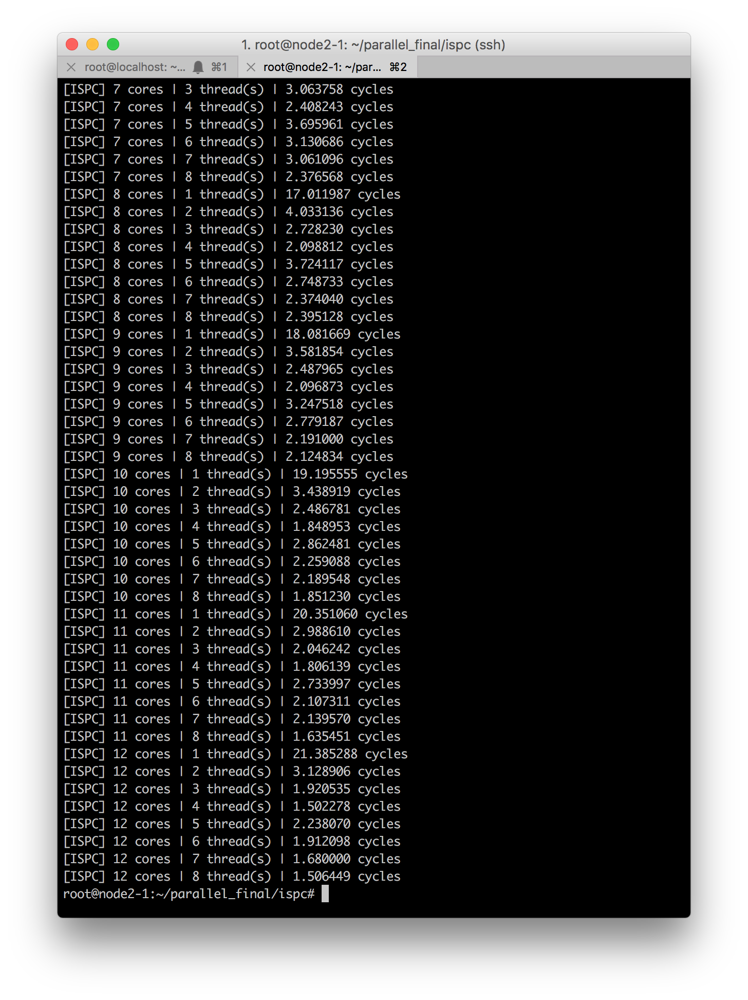 1. root@node2-1: ~/parallel_final/ispc (ssh)
root@localhost: ~... ⌘1 root@node2-1: ~/par... ⌘2
[ISPC] 7 cores | 3 thread(s) | 3.063758 cycles
[ISPC] 7 cores | 4 thread(s) | 2.408243 cycles
[ISPC] 7 cores | 5 thread(s) | 3.695961 cycles
[ISPC] 7 cores | 6 thread(s) | 3.130686 cycles
[ISPC] 7 cores | 7 thread(s) | 3.061096 cycles
[ISPC] 7 cores | 8 thread(s) | 2.376568 cycles
[ISPC] 8 cores | 1 thread(s) | 17.011987 cycles
[ISPC] 8 cores | 2 thread(s) | 4.033136 cycles
[ISPC] 8 cores | 3 thread(s) | 2.728230 cycles
[ISPC] 8 cores | 4 thread(s) | 2.098812 cycles
[ISPC] 8 cores | 5 thread(s) | 3.724117 cycles
[ISPC] 8 cores | 6 thread(s) | 2.748733 cycles
[ISPC] 8 cores | 7 thread(s) | 2.374040 cycles
[ISPC] 8 cores | 8 thread(s) | 2.395128 cycles
[ISPC] 9 cores | 1 thread(s) | 18.081669 cycles
[ISPC] 9 cores | 2 thread(s) | 3.581854 cycles
[ISPC] 9 cores | 3 thread(s) | 2.487965 cycles
[ISPC] 9 cores | 4 thread(s) | 2.096873 cycles
[ISPC] 9 cores | 5 thread(s) | 3.247518 cycles
[ISPC] 9 cores | 6 thread(s) | 2.779187 cycles
[ISPC] 9 cores | 7 thread(s) | 2.191000 cycles
[ISPC] 9 cores | 8 thread(s) | 2.124834 cycles
[ISPC] 10 cores | 1 thread(s) | 19.195555 cycles
[ISPC] 10 cores | 2 thread(s) | 3.438919 cycles
[ISPC] 10 cores | 3 thread(s) | 2.486781 cycles
[ISPC] 10 cores | 4 thread(s) | 1.848953 cycles
[ISPC] 10 cores | 5 thread(s) | 2.862481 cycles
[ISPC] 10 cores | 6 thread(s) | 2.259088 cycles
[ISPC] 10 cores | 7 thread(s) | 2.189548 cycles
[ISPC] 10 cores | 8 thread(s) | 1.851230 cycles
[ISPC] 11 cores | 1 thread(s) | 20.351060 cycles
[ISPC] 11 cores | 2 thread(s) | 2.988610 cycles
[ISPC] 11 cores | 3 thread(s) | 2.046242 cycles
[ISPC] 11 cores | 4 thread(s) | 1.806139 cycles
[ISPC] 11 cores | 5 thread(s) | 2.733997 cycles
[ISPC] 11 cores | 6 thread(s) | 2.107311 cycles
[ISPC] 11 cores | 7 thread(s) | 2.139570 cycles
[ISPC] 11 cores | 8 thread(s) | 1.635451 cycles
[ISPC] 12 cores | 1 thread(s) | 21.385288 cycles
[ISPC] 12 cores | 2 thread(s) | 3.128906 cycles
[ISPC] 12 cores | 3 thread(s) | 1.920535 cycles
[ISPC] 12 cores | 4 thread(s) | 1.502278 cycles
[ISPC] 12 cores | 5 thread(s) | 2.238070 cycles
[ISPC] 12 cores | 6 thread(s) | 1.912098 cycles
[ISPC] 12 cores | 7 thread(s) | 1.680000 cycles
[ISPC] 12 cores | 8 thread(s) | 1.506449 cycles
root@node2-1:~/parallel_final/ispc#